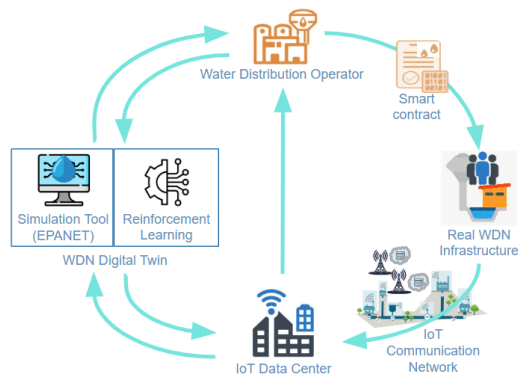 Water Distribution Operator
Smart
contract
Simulation Tool
(EPANET)
Reinforcement
Learning
WDN Digital Twin
Real WDN
Infrastructure
IoT
Communication
Network
IoT Data Center